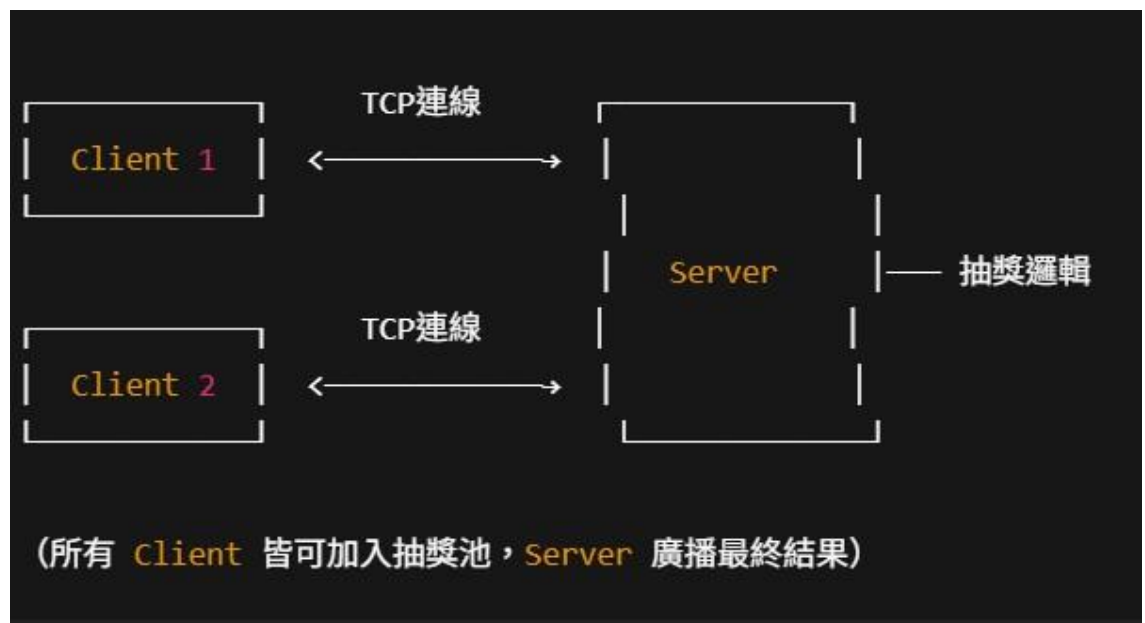 TCP連線
Client 1
Server
抽獎邏輯
TCP連線
Client 2
(所有 Client 皆可加入抽獎池，Server 廣播最終結果)